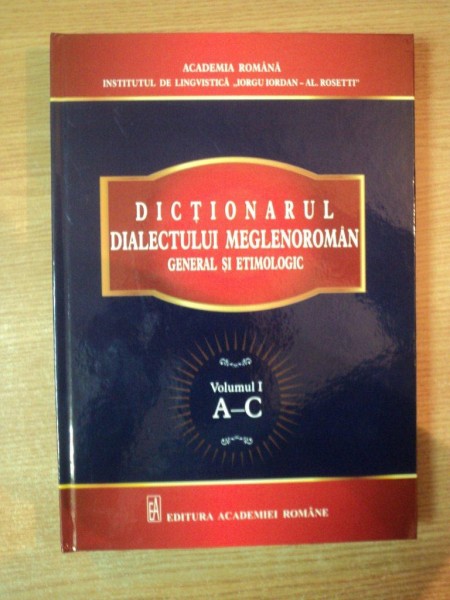 ACADEMIA ROMÂNĂ
INSTITUTUL DE LINGVISTICĂ „IORGU IORDAN – AL. ROSETTI”
DICȚIONARUL
DIALECTULUI MEGLENOROMÂN
GENERAL ȘI ETIMOLOGIC
Volumul I
A–C
EA EDITURA ACADEMIEI ROMÂNE